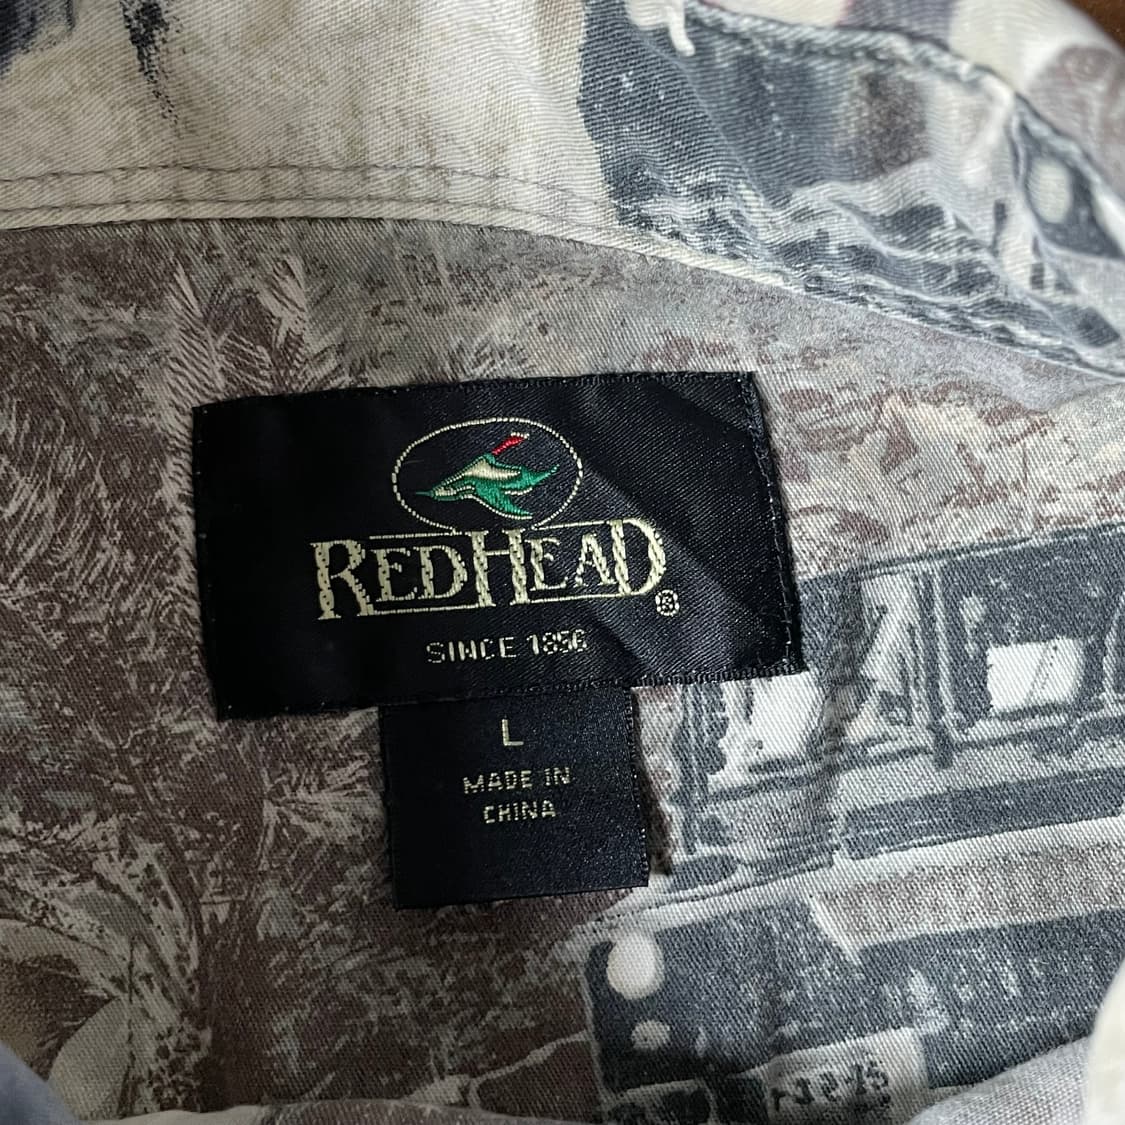 REDHEAD®
SINCE 1856
L
MADE IN
CHINA